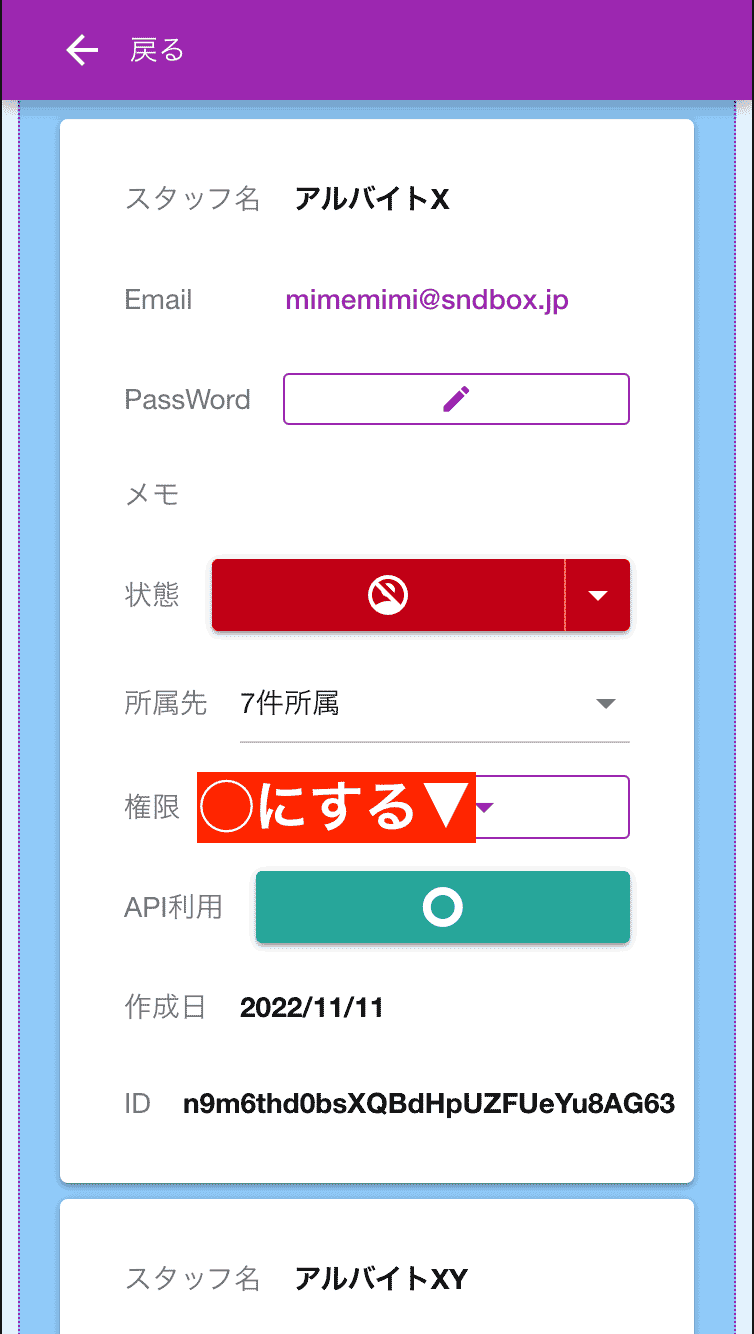 戻る
スタッフ名 アルバイトX
Email mimemimi@sndbox.jp
PassWord
メモ
状態
所属先 7件所属
権限 ◯にする▼
API利用
作成日 2022/11/11
ID n9m6thd0bsXQBdHpUZFUeYu8AG63
スタッフ名 アルバイトXY